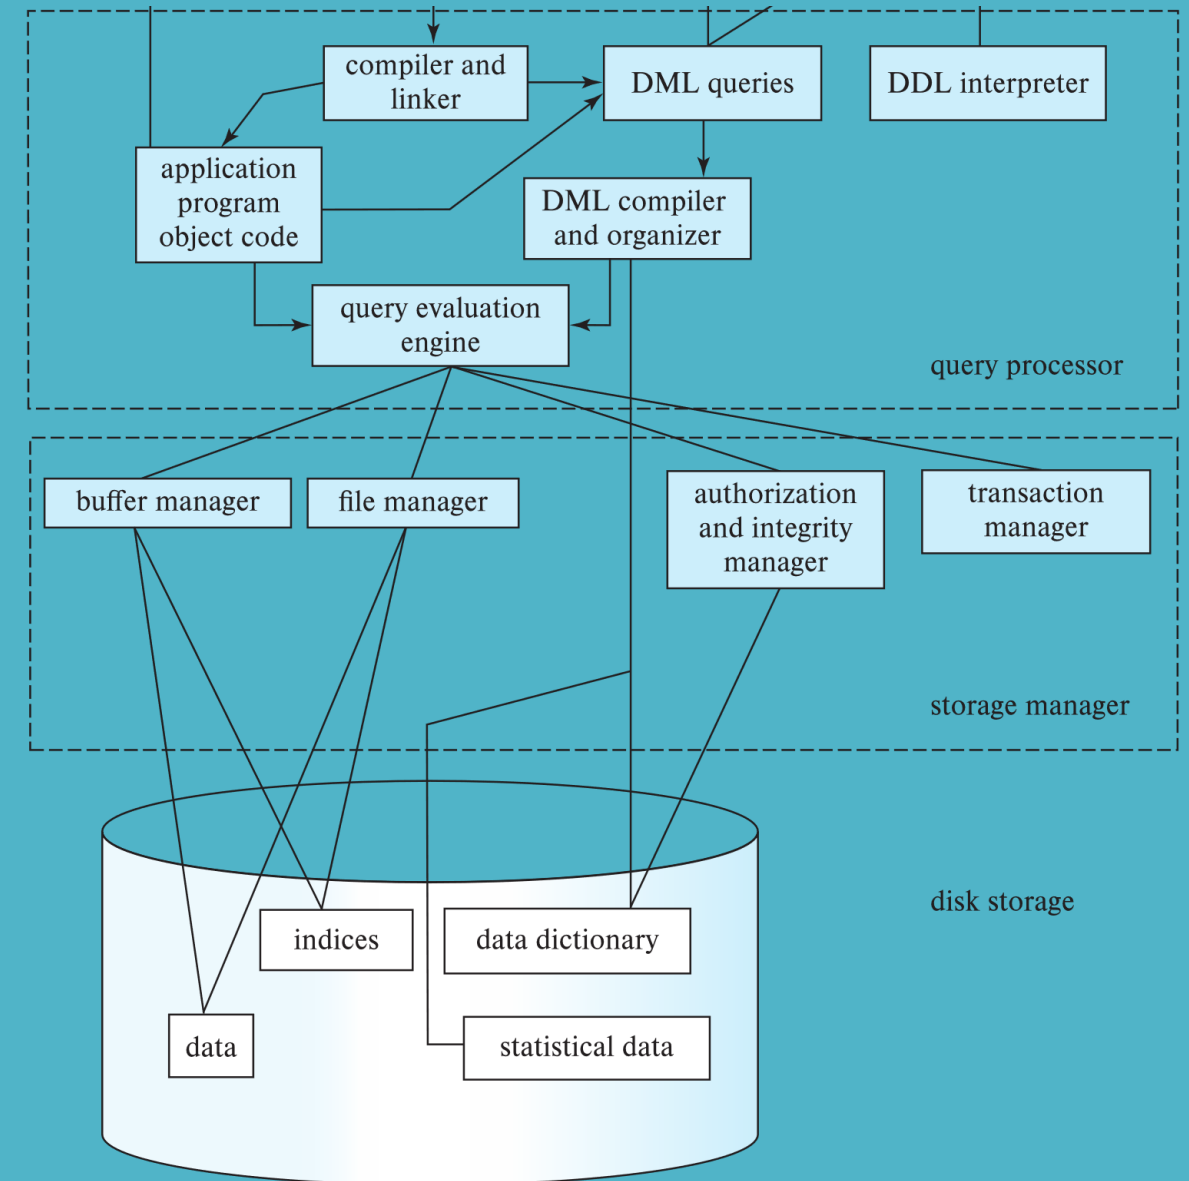 compiler and
linker
DML queries
DDL interpreter
application
program
object code
DML compiler
and organizer
query evaluation
engine
query processor
buffer manager
file manager
authorization
and integrity
manager
transaction
manager
storage manager
disk storage
indices
data dictionary
data
statistical data